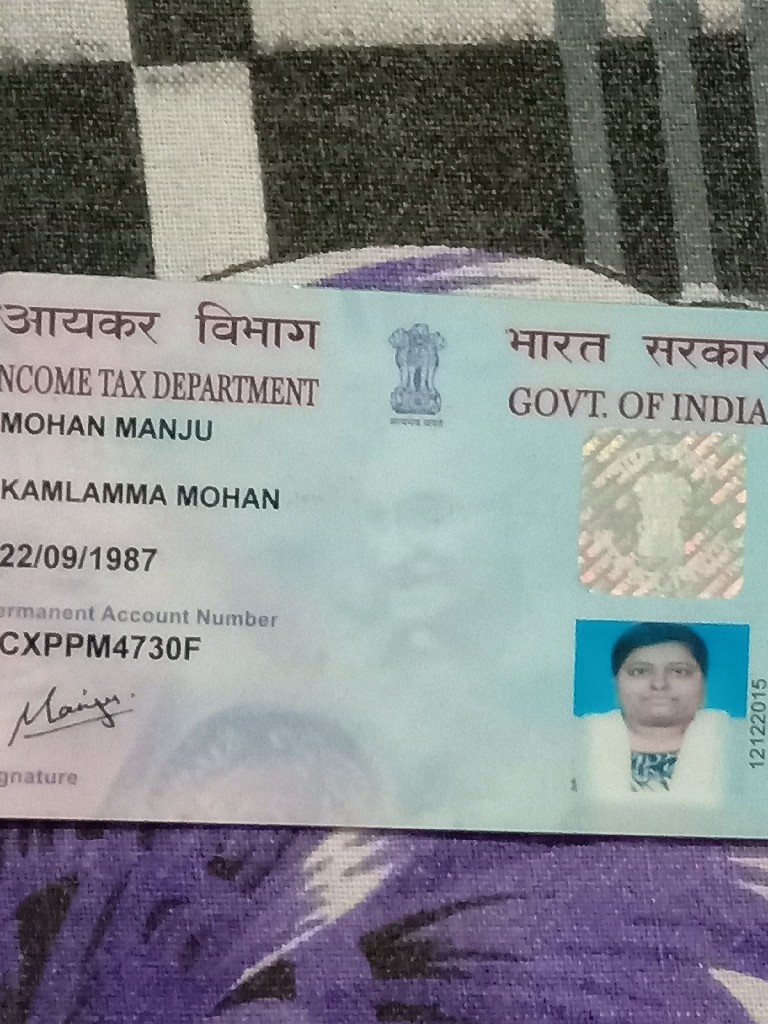 आयकर विभाग
NCOME TAX DEPARTMENT
भारत सरकार
GOVT. OF INDIA
MOHAN MANJU
KAMLAMMA MOHAN
22/09/1987
ermanent Account Number
CXPPM4730F
Manju.
gnature
12122015